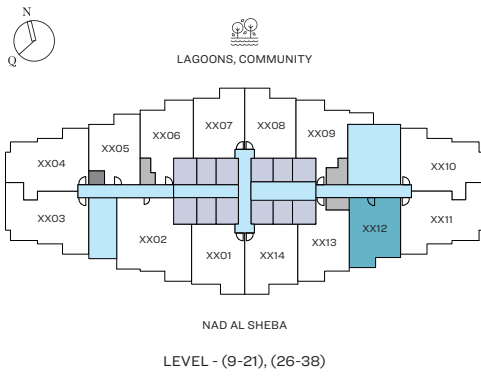 N
Q
LAGOONS, COMMUNITY
XX07
XX08
XX06
XX09
XX05
XX04
XX10
XX03
XX11
XX02
XX12
XX13
XX01
XX14
NAD AL SHEBA
LEVEL - (9-21), (26-38)